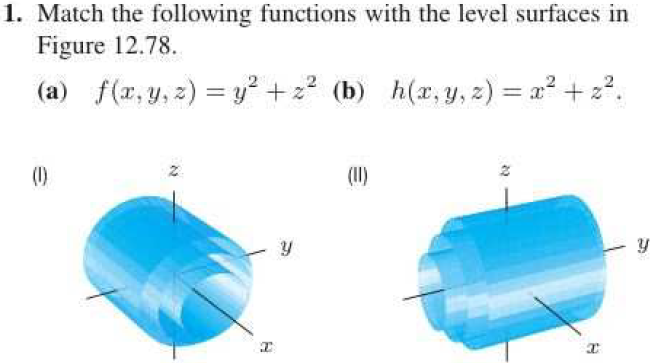 1. Match the following functions with the level surfaces in
Figure 12.78.
(a) f(x, y, z) = y² + z² (b) h(x, y, z) = x² + z².
(I) (II)
z z
y y
x x